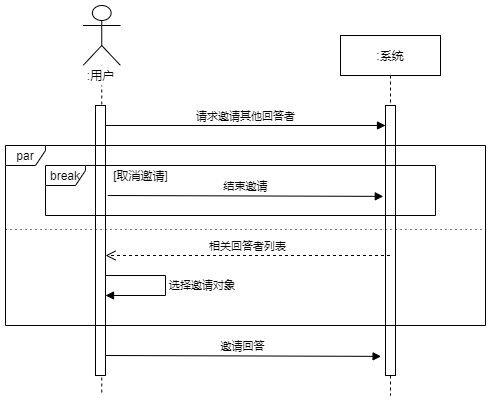 :用户
:系统
请求邀请其他回答者
par
break
[取消邀请]
结束邀请
相关回答者列表
选择邀请对象
邀请回答